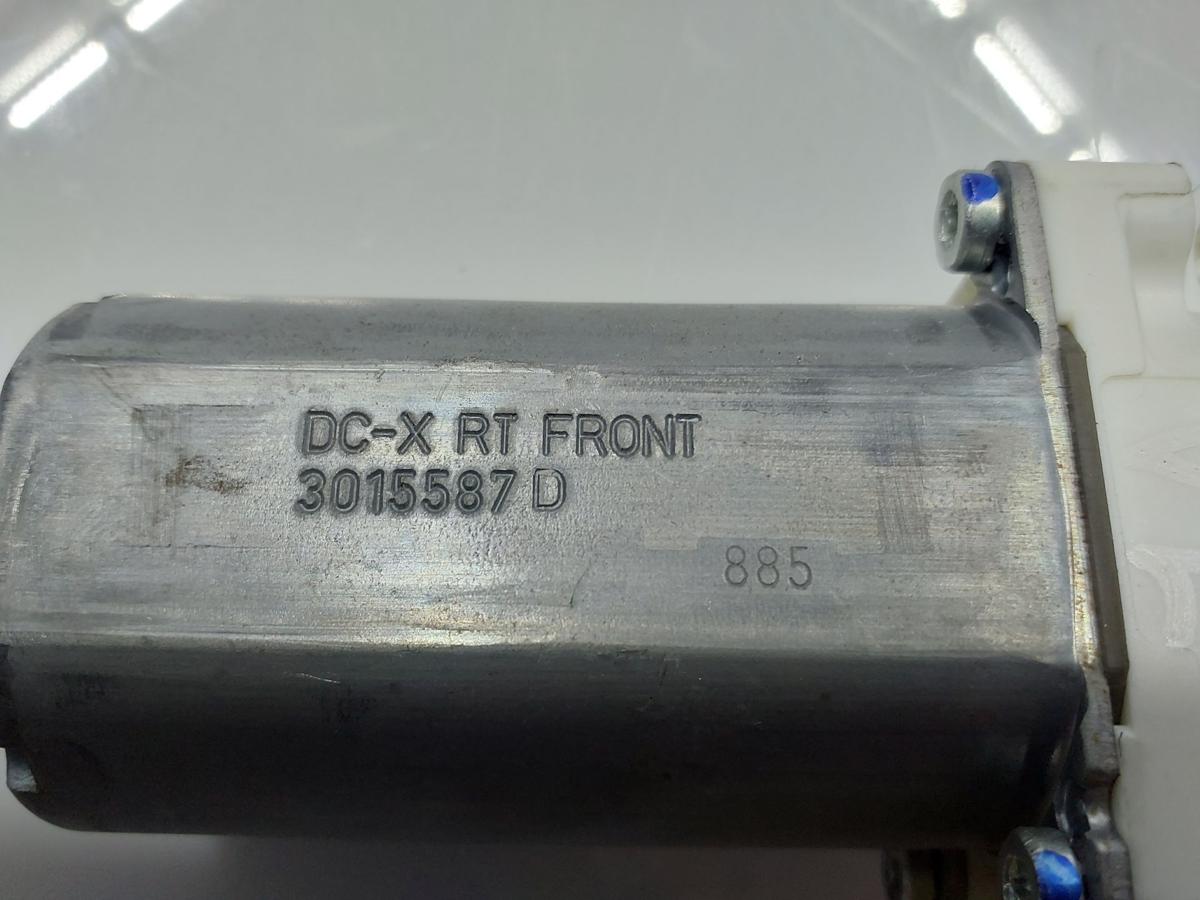 DC-X RT FRONT
3015587 D
885